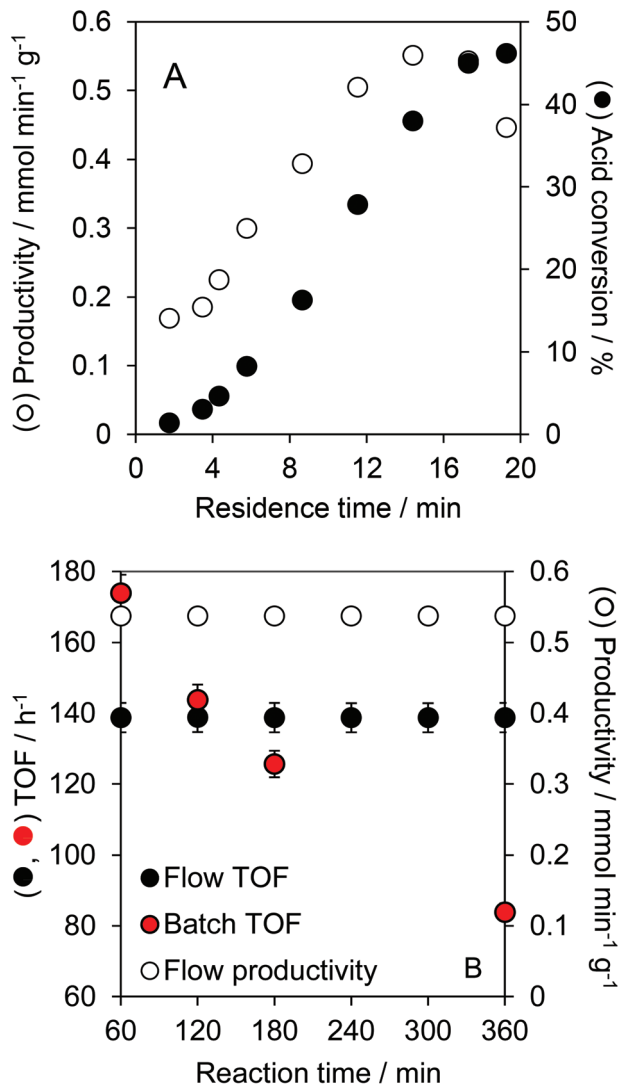 A
(○) Productivity / mmol min⁻¹ g⁻¹
0.6
0.5
0.4
0.3
0.2
0.1
0
50
40
30
20
10
0
(●) Acid conversion / %
0 4 8 12 16 20
Residence time / min
(●, ●) TOF / h⁻¹
180
160
140
120
100
80
60
0.6
0.5
0.4
0.3
0.2
0.1
0
(○) Productivity / mmol min⁻¹ g⁻¹
Flow TOF
Batch TOF
Flow productivity
B
60 120 180 240 300 360
Reaction time / min